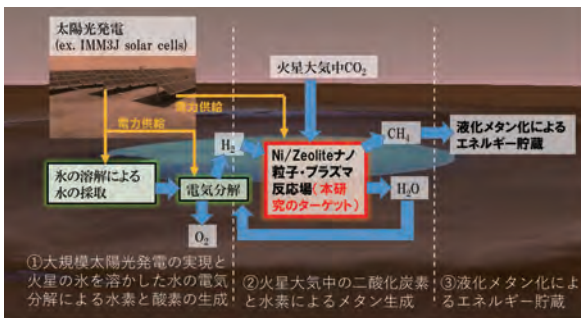 太陽光発電
(ex. IMM3J solar cells)
火星大気中CO2
電力供給
電力供給
H2
CH4
液化メタン化による
エネルギー貯蔵
Ni/Zeoliteナノ
粒子・プラズマ
反応場(本研
究のターゲット)
氷の溶解による
水の採取
電気分解
H2O
O2
①大規模太陽光発電の実現と
火星の氷を溶かした水の電気
分解による水素と酸素の生成
②火星大気中の二酸化炭素
と水素によるメタン生成
③液化メタン化によ
るエネルギー貯蔵